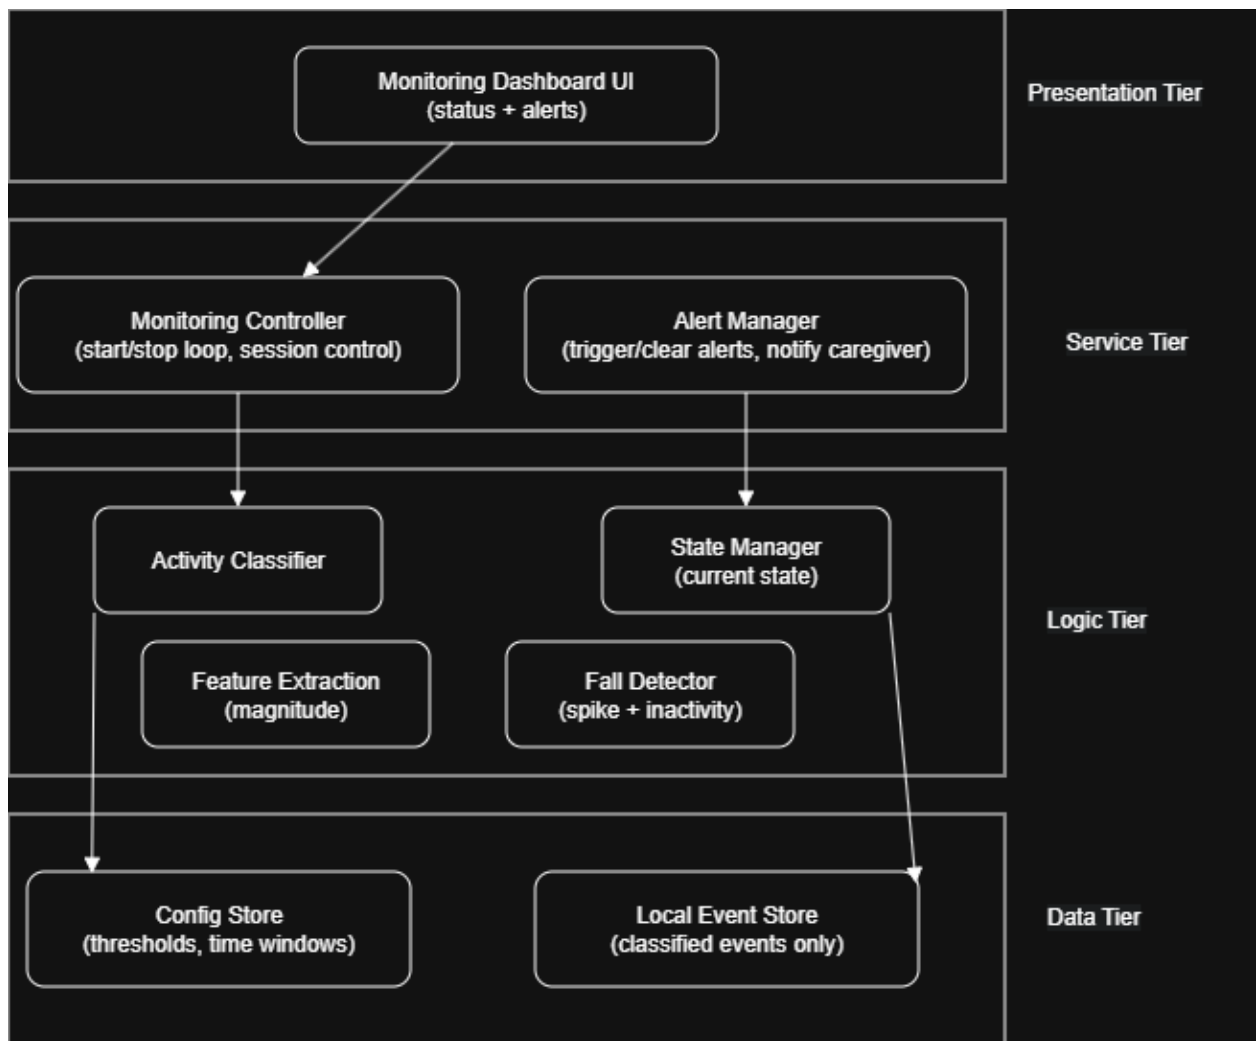 Monitoring Dashboard UI
(status + alerts)
Presentation Tier
Monitoring Controller
(start/stop loop, session control)
Alert Manager
(trigger/clear alerts, notify caregiver)
Service Tier
Activity Classifier
State Manager
(current state)
Feature Extraction
(magnitude)
Fall Detector
(spike + inactivity)
Logic Tier
Config Store
(thresholds, time windows)
Local Event Store
(classified events only)
Data Tier